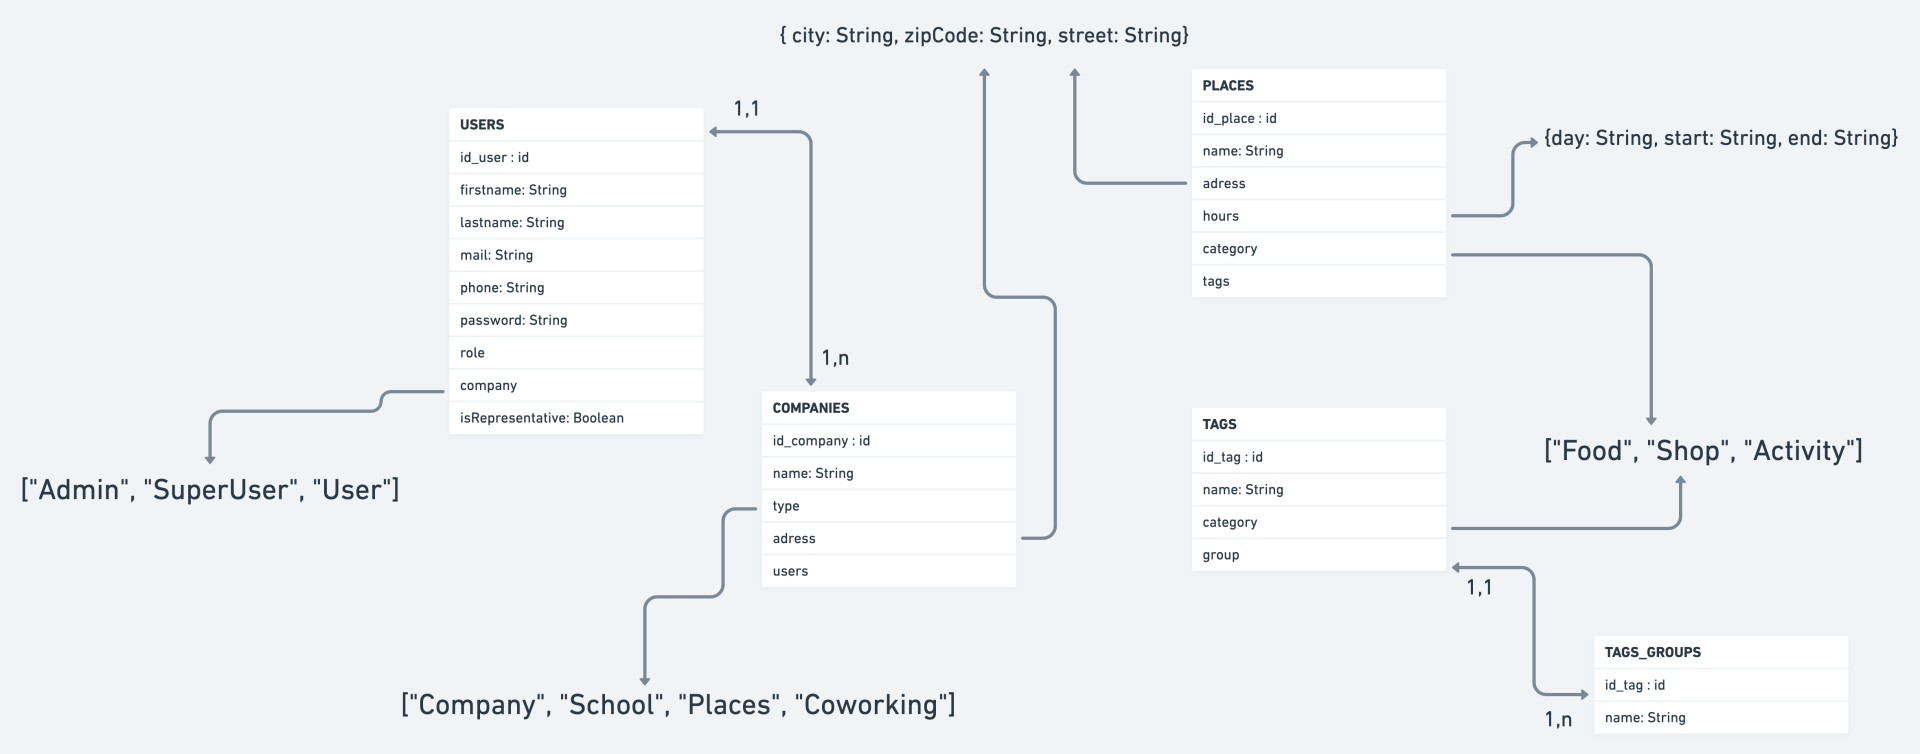 { city: String, zipCode: String, street: String}
USERS
id_user : id
firstname: String
lastname: String
mail: String
phone: String
password: String
role
company
isRepresentative: Boolean
1,1
1,n
["Admin", "SuperUser", "User"]
COMPANIES
id_company : id
name: String
type
adress
users
["Company", "School", "Places", "Coworking"]
PLACES
id_place : id
name: String
adress
hours
category
tags
{day: String, start: String, end: String}
["Food", "Shop", "Activity"]
TAGS
id_tag : id
name: String
category
group
1,1
1,n
TAGS_GROUPS
id_tag : id
name: String